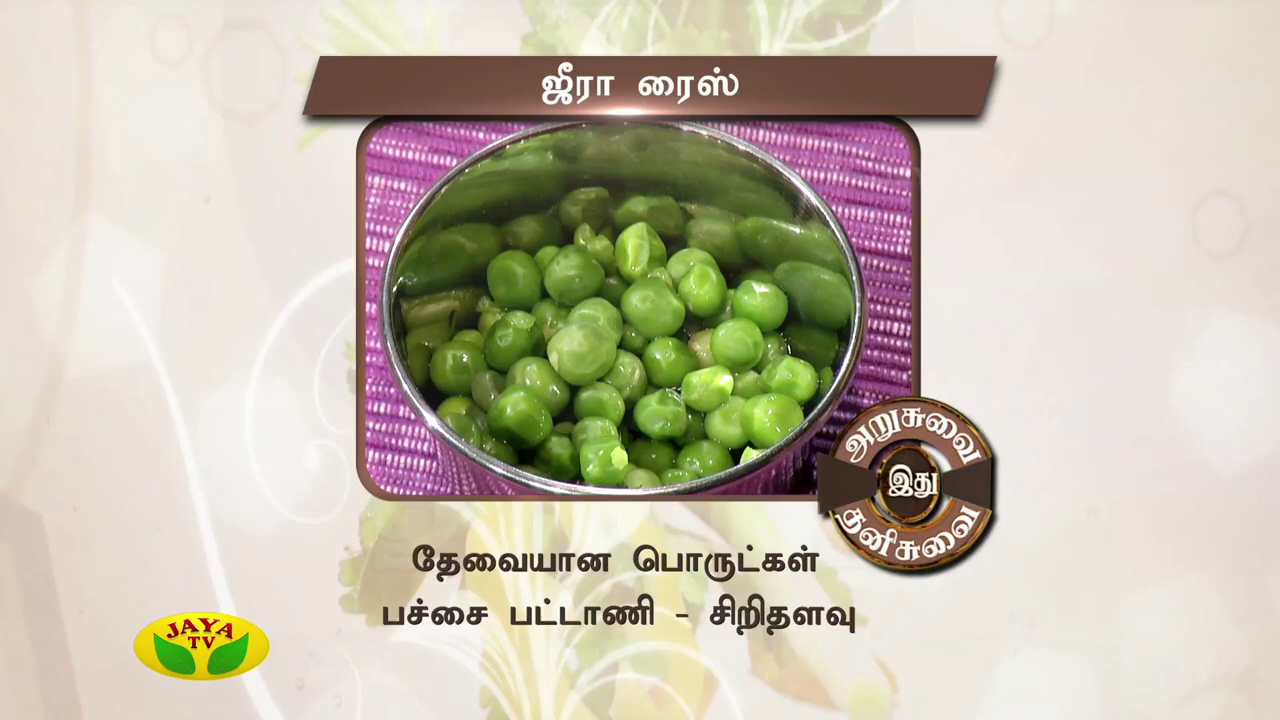 ஜீரா ரைஸ்
அறுசுவை
இது
தனிசுவை
தேவையான பொருட்கள்
பச்சை பட்டாணி - சிறிதளவு
JAYA
TV